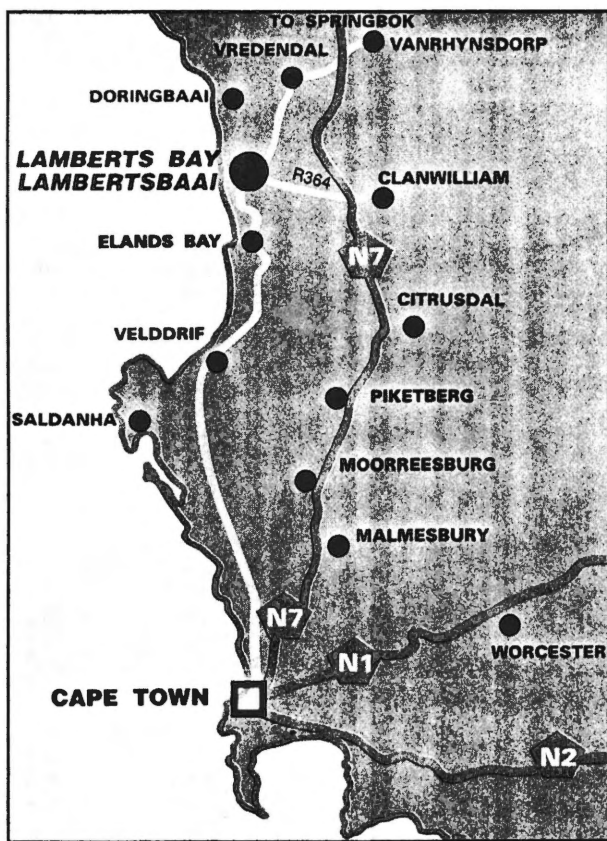 TO SPRINGBOK
VREDENDAL
VANRHYNSDORP
DORINGBAAI
LAMBERTS BAY
LAMBERTSBAAI
R364
CLANWILLIAM
ELANDS BAY
N7
CITRUSDAL
VELDDRIF
PIKETBERG
SALDANHA
MOORREESBURG
MALMESBURY
N7
WORCESTER
N1
CAPE TOWN
N2